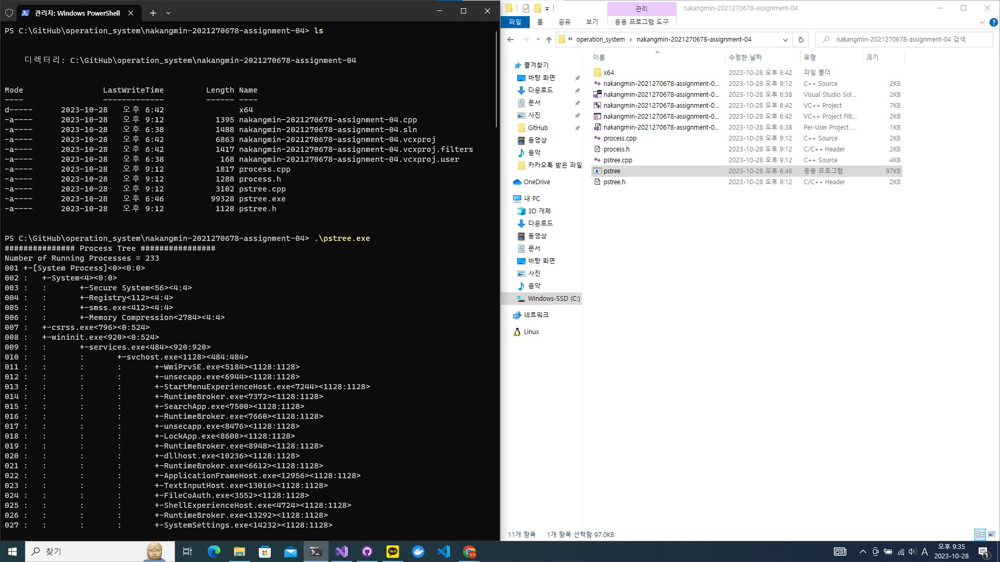 관리자: Windows PowerShell
PS C:\GitHub\operation_system\nakangmin-2021270678-assignment-04> ls
디렉터리: C:\GitHub\operation_system\nakangmin-2021270678-assignment-04
Mode LastWriteTime Length Name
---- ------------- ------ ----
d----- 2023-10-28 오후 6:42 x64
-a---- 2023-10-28 오후 9:12 1395 nakangmin-2021270678-assignment-04.cpp
-a---- 2023-10-28 오후 6:38 1488 nakangmin-2021270678-assignment-04.sln
-a---- 2023-10-28 오후 6:42 6863 nakangmin-2021270678-assignment-04.vcxproj
-a---- 2023-10-28 오후 6:42 1417 nakangmin-2021270678-assignment-04.vcxproj.filters
-a---- 2023-10-28 오후 6:38 168 nakangmin-2021270678-assignment-04.vcxproj.user
-a---- 2023-10-28 오후 9:12 1817 process.cpp
-a---- 2023-10-28 오후 9:12 1288 process.h
-a---- 2023-10-28 오후 9:12 3102 pstree.cpp
-a---- 2023-10-28 오후 6:46 99328 pstree.exe
-a---- 2023-10-28 오후 9:12 1128 pstree.h
PS C:\GitHub\operation_system\nakangmin-2021270678-assignment-04> .\pstree.exe
############### Process Tree ################
Number of Running Processes = 233
001 +-[System Process]<0><0:0>
002 : +-System<4><0:0>
003 : : +-Secure System<56><4:4>
004 : : +-Registry<112><4:4>
005 : : +-smss.exe<412><4:4>
006 : : +-Memory Compression<2784><4:4>
007 : +-csrss.exe<796><0:524>
008 : +-wininit.exe<920><0:524>
009 : : +-services.exe<484><920:920>
010 : : : +-svchost.exe<1128><484:484>
011 : : : : +-WmiPrvSE.exe<5184><1128:1128>
012 : : : : +-unsecapp.exe<6944><1128:1128>
013 : : : : +-StartMenuExperienceHost.exe<7244><1128:1128>
014 : : : : +-RuntimeBroker.exe<7372><1128:1128>
015 : : : : +-SearchApp.exe<7500><1128:1128>
016 : : : : +-RuntimeBroker.exe<7660><1128:1128>
017 : : : : +-unsecapp.exe<8476><1128:1128>
018 : : : : +-LockApp.exe<8608><1128:1128>
019 : : : : +-RuntimeBroker.exe<8948><1128:1128>
020 : : : : +-dllhost.exe<10236><1128:1128>
021 : : : : +-RuntimeBroker.exe<6612><1128:1128>
022 : : : : +-ApplicationFrameHost.exe<12956><1128:1128>
023 : : : : +-TextInputHost.exe<13016><1128:1128>
024 : : : : +-FileCoAuth.exe<3552><1128:1128>
025 : : : : +-ShellExperienceHost.exe<4724><1128:1128>
026 : : : : +-RuntimeBroker.exe<13292><1128:1128>
027 : : : : +-SystemSettings.exe<14232><1128:1128>
관리 nakangmin-2021270678-assignment-04
파일 홈 공유 보기 응용 프로그램 도구
« operation_system › nakangmin-2021270678-assignment-04
nakangmin-2021270678-assignment-04 검색
즐겨찾기
바탕 화면
다운로드
문서
사진
GitHub
동영상
음악
카카오톡 받은 파일
OneDrive
내 PC
3D 개체
다운로드
동영상
문서
바탕 화면
사진
음악
Windows-SSD (C:)
네트워크
Linux
이름 수정한 날짜 유형 크기
x64 2023-10-28 오후 6:42 파일 폴더
nakangmin-2021270678-assignment-0... 2023-10-28 오후 9:12 C++ Source 2KB
nakangmin-2021270678-assignment-0... 2023-10-28 오후 6:38 Visual Studio Sol... 2KB
nakangmin-2021270678-assignment-0... 2023-10-28 오후 6:42 VC++ Project 7KB
nakangmin-2021270678-assignment-0... 2023-10-28 오후 6:42 VC++ Project Filt... 2KB
nakangmin-2021270678-assignment-0... 2023-10-28 오후 6:38 Per-User Project ... 1KB
process.cpp 2023-10-28 오후 9:12 C++ Source 2KB
process.h 2023-10-28 오후 9:12 C/C++ Header 2KB
pstree.cpp 2023-10-28 오후 9:12 C++ Source 4KB
pstree 2023-10-28 오후 6:46 응용 프로그램 97KB
pstree.h 2023-10-28 오후 9:12 C/C++ Header 2KB
11개 항목 1개 항목 선택함 97.0KB
찾기
TALK
강민
A
오후 9:35
2023-10-28
1